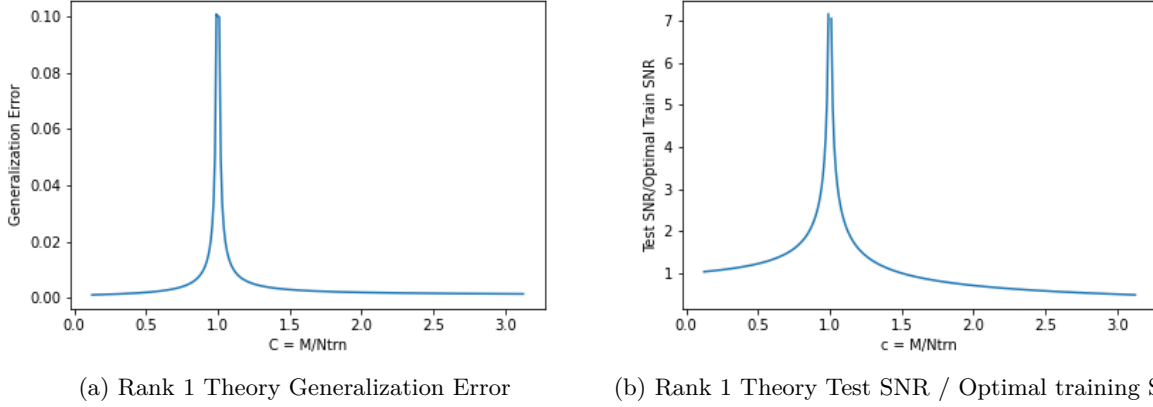 Generalization Error
0.10
0.08
0.06
0.04
0.02
0.00
0.0 0.5 1.0 1.5 2.0 2.5 3.0
C = M/Ntrn
(a) Rank 1 Theory Generalization Error
Test SNR/Optimal Train SNR
7
6
5
4
3
2
1
0.0 0.5 1.0 1.5 2.0 2.5 3.0
c = M/Ntrn
(b) Rank 1 Theory Test SNR / Optimal training S